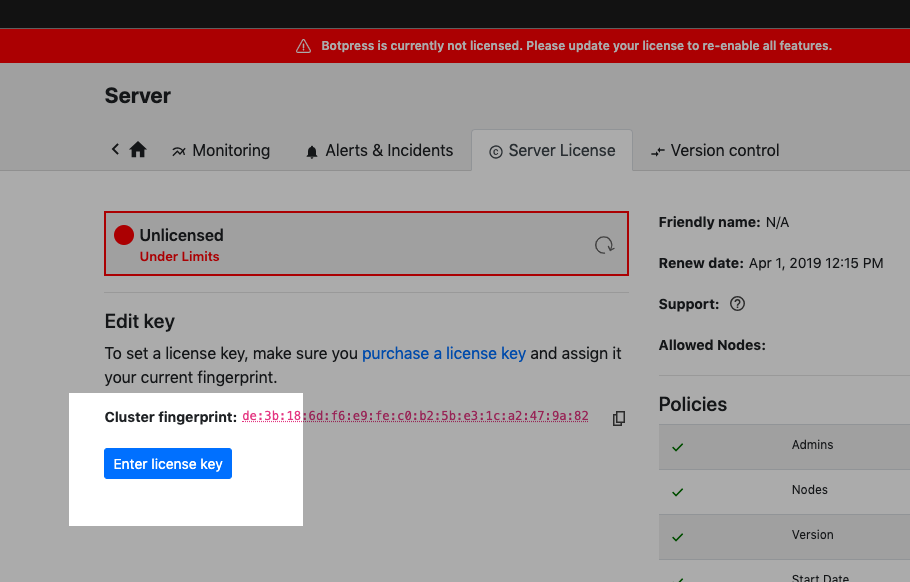 Botpress is currently not licensed. Please update your license to re-enable all features.
Server
Monitoring
Alerts & Incidents
Server License
Version control
Unlicensed
Under Limits
Edit key
To set a license key, make sure you purchase a license key and assign it
your current fingerprint.
Cluster fingerprint: de:3b:18:6d:f6:e9:fe:c0:b2:5b:e3:1c:a2:47:9a:82
Enter license key
Friendly name: N/A
Renew date: Apr 1, 2019 12:15 PM
Support:
Allowed Nodes:
Policies
Admins
Nodes
Version
Start Date